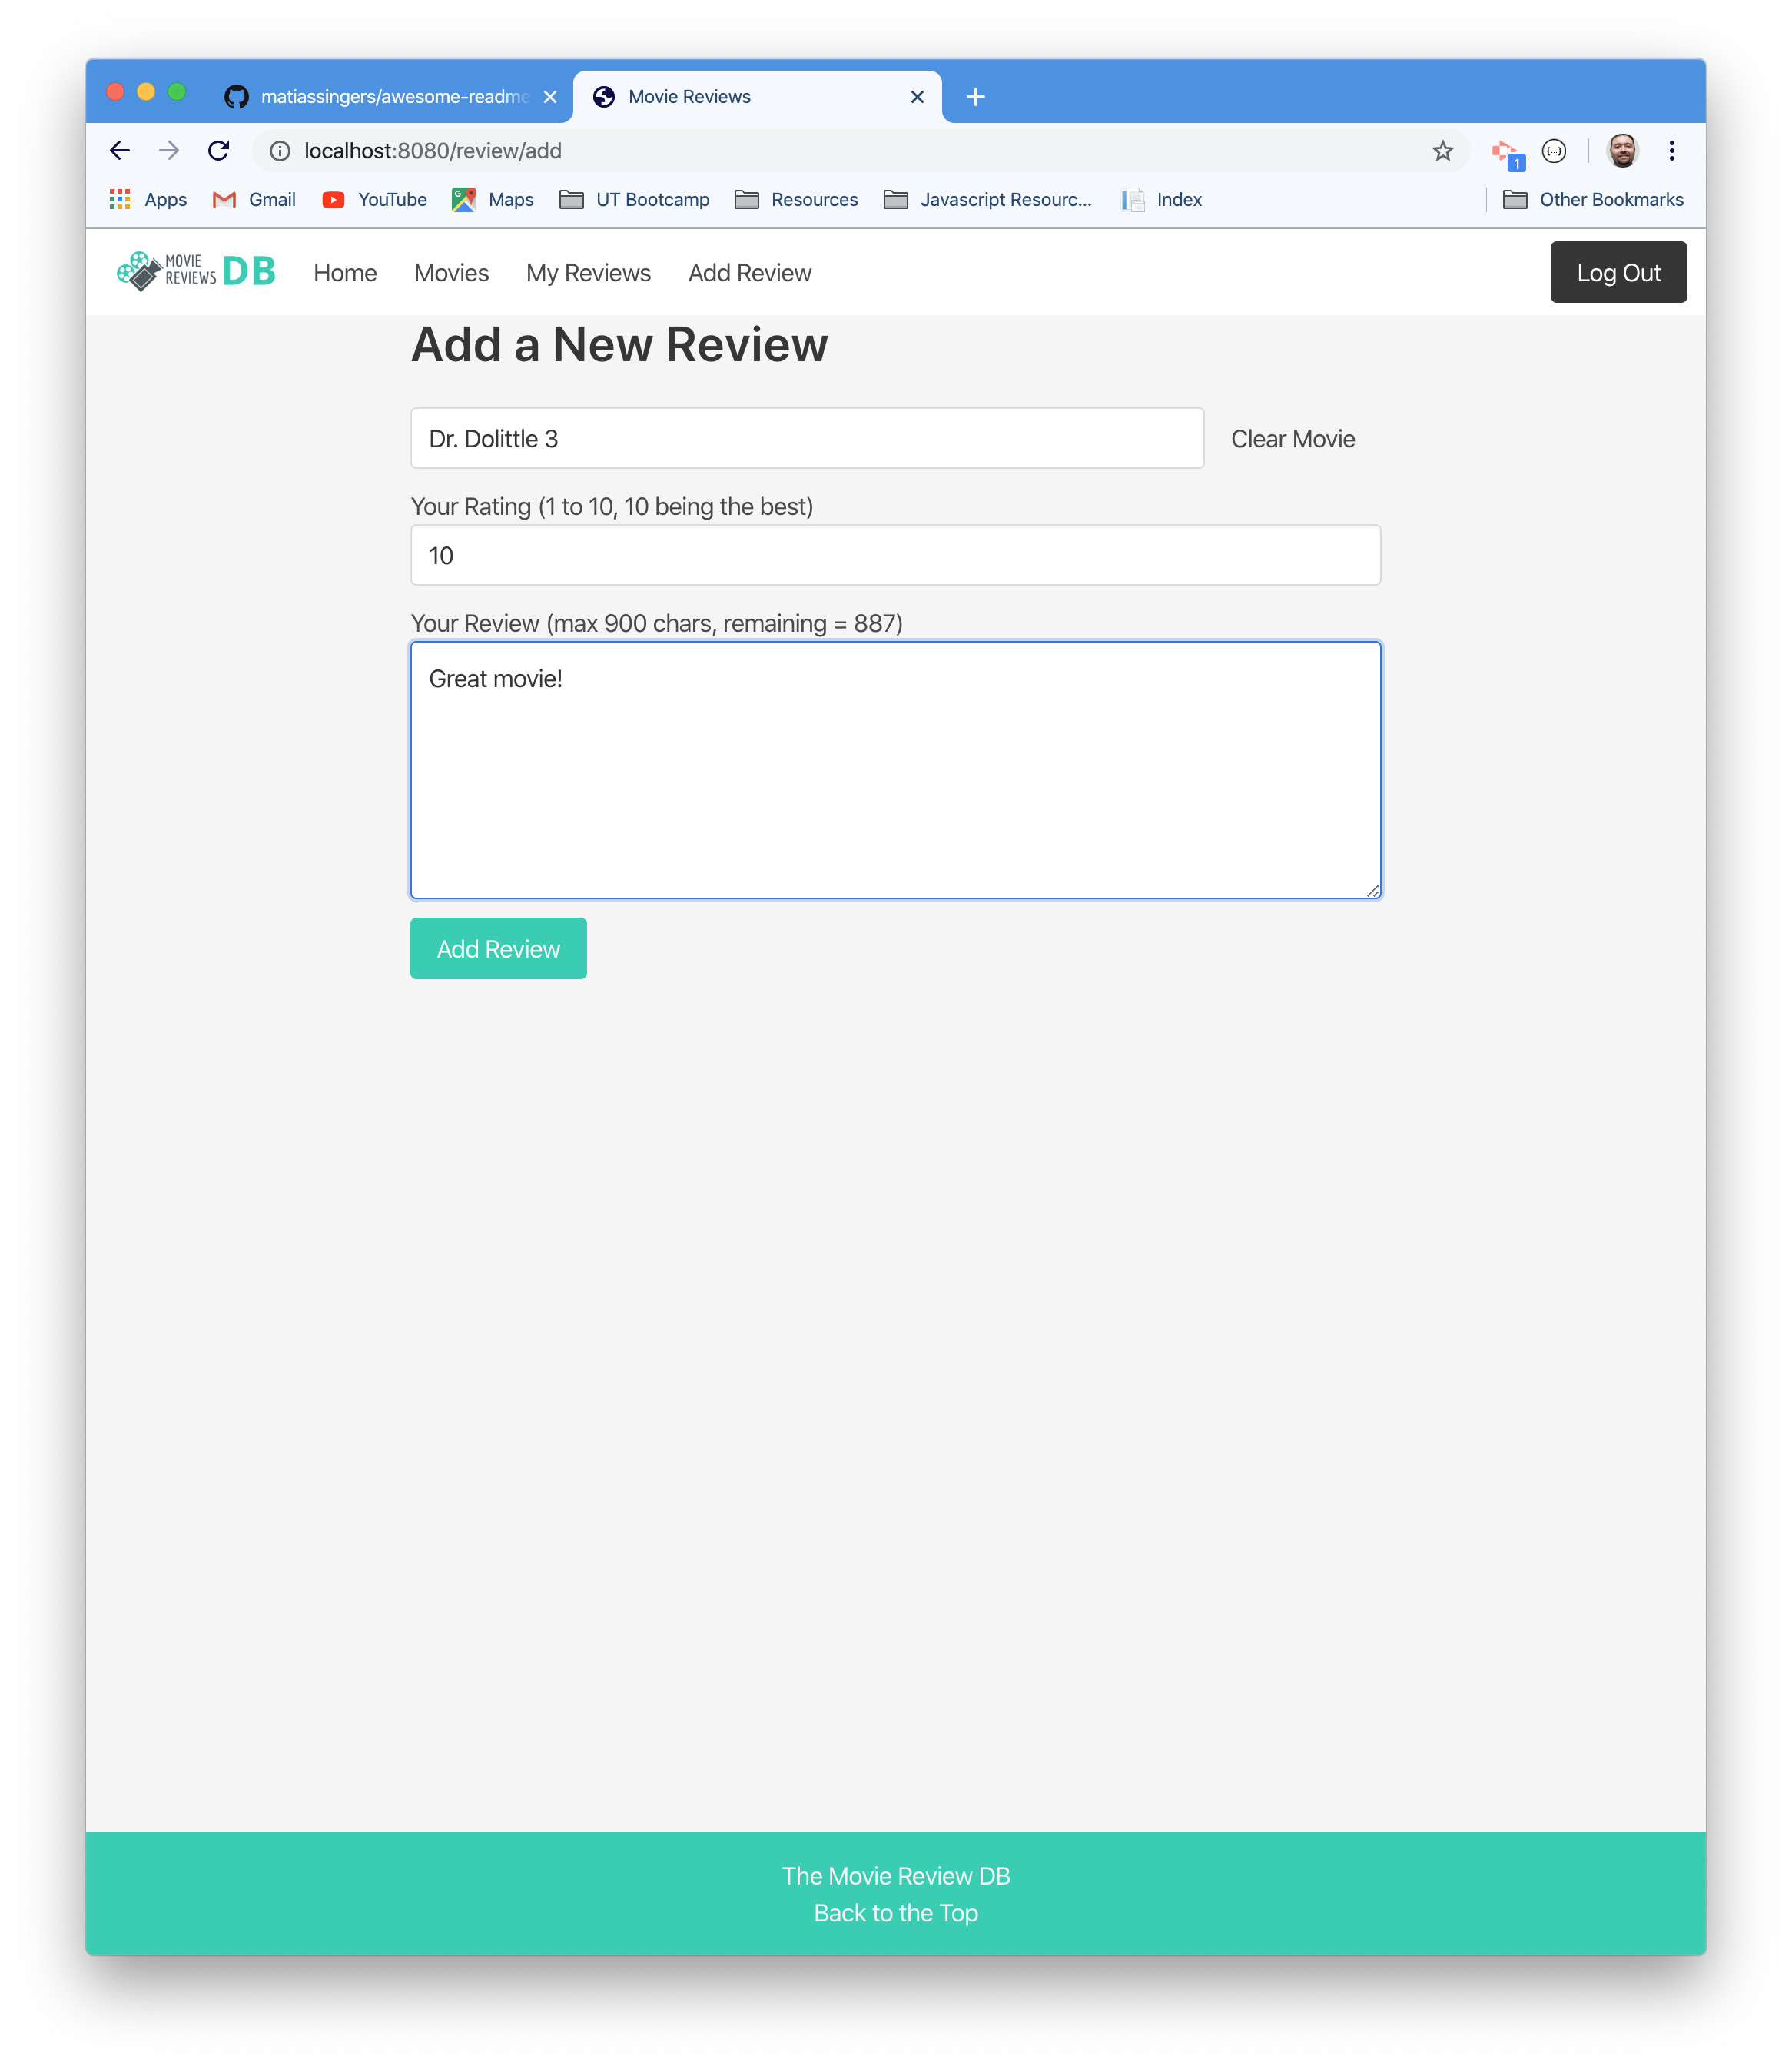 matiassingers/awesome-readme
Movie Reviews
localhost:8080/review/add
1
Apps Gmail YouTube Maps UT Bootcamp Resources Javascript Resourc... Index Other Bookmarks
MOVIE
REVIEWS DB
Home Movies My Reviews Add Review Log Out
Add a New Review
Dr. Dolittle 3 Clear Movie
Your Rating (1 to 10, 10 being the best)
10
Your Review (max 900 chars, remaining = 887)
Great movie!
Add Review
The Movie Review DB
Back to the Top